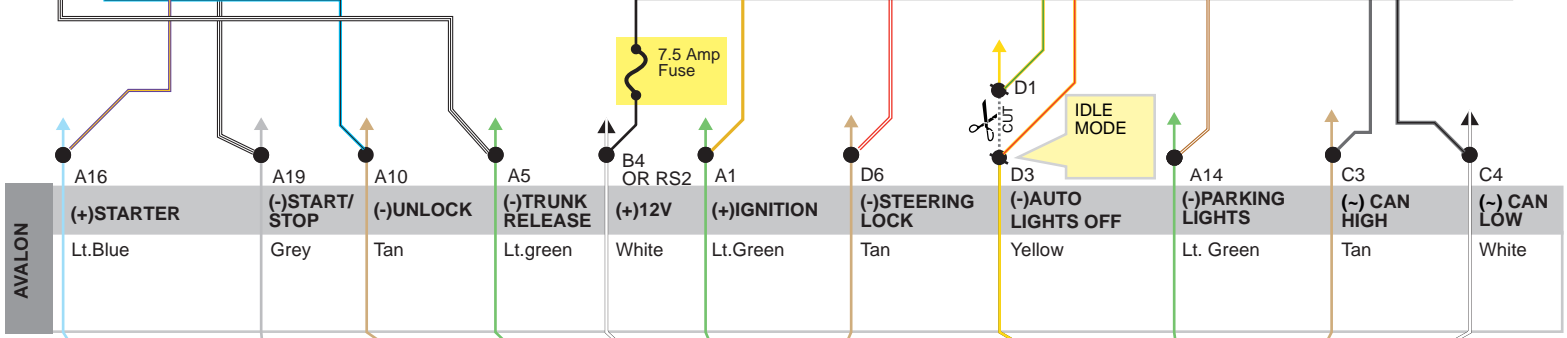 7.5 Amp
Fuse
D1
CUT
IDLE
MODE
A16
A19
A10
A5
B4
OR RS2
A1
D6
D3
A14
C3
C4
AVALON
(+)STARTER
(-)START/
STOP
(-)UNLOCK
(-)TRUNK
RELEASE
(+)12V
(+)IGNITION
(-)STEERING
LOCK
(-)AUTO
LIGHTS OFF
(-)PARKING
LIGHTS
(~) CAN
HIGH
(~) CAN
LOW
Lt.Blue
Grey
Tan
Lt.green
White
Lt.Green
Tan
Yellow
Lt. Green
Tan
White